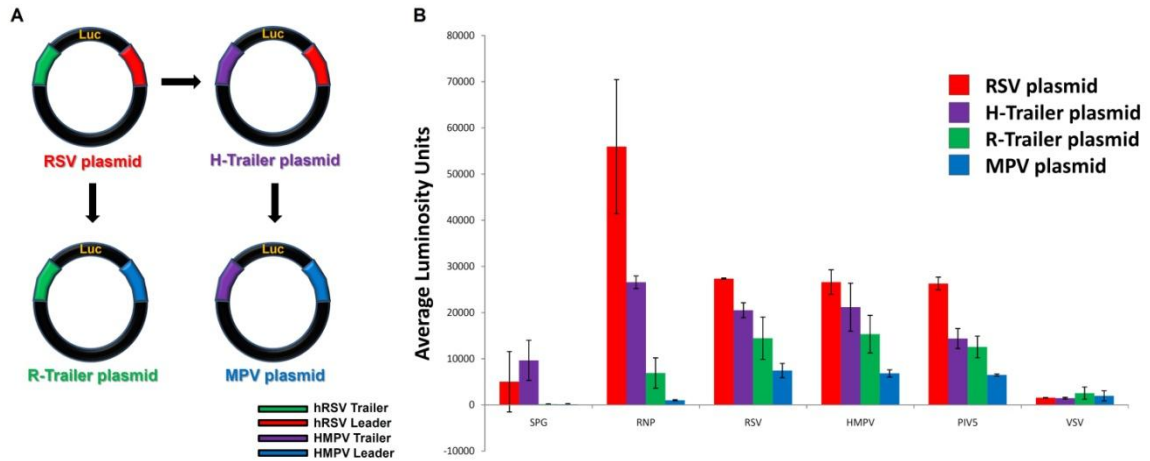 A
Luc
Luc
RSV plasmid
H-Trailer plasmid
Luc
Luc
R-Trailer plasmid
MPV plasmid
hRSV Trailer
hRSV Leader
HMPV Trailer
HMPV Leader
B
Average Luminosity Units
80000
70000
60000
50000
40000
30000
20000
10000
0
-10000
SPG
RNP
RSV
HMPV
PIV5
VSV
RSV plasmid
H-Trailer plasmid
R-Trailer plasmid
MPV plasmid